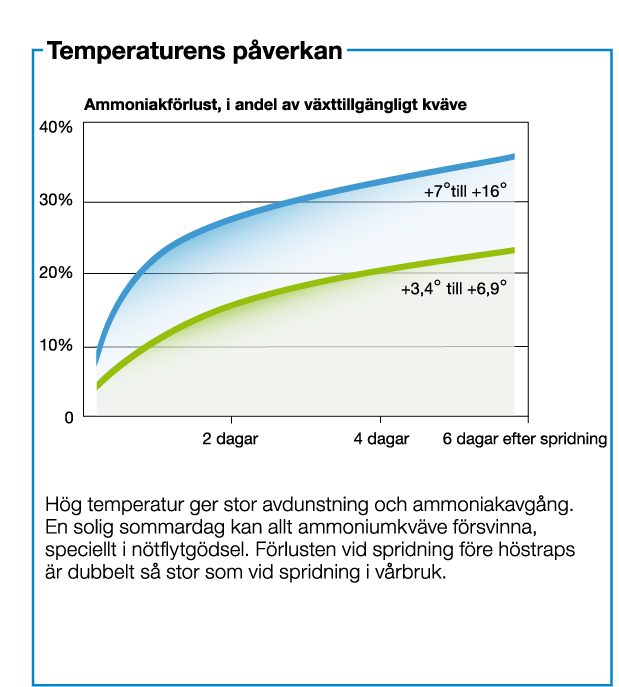 Temperaturens påverkan
Ammoniakförlust, i andel av växttillgängligt kväve
40%
30%
20%
10%
0
+7°till +16°
+3,4° till +6,9°
2 dagar
4 dagar
6 dagar efter spridning
Hög temperatur ger stor avdunstning och ammoniakavgång.
En solig sommardag kan allt ammoniumkväve försvinna,
speciellt i nötflytgödsel. Förlusten vid spridning före höstraps
är dubbelt så stor som vid spridning i vårbruk.